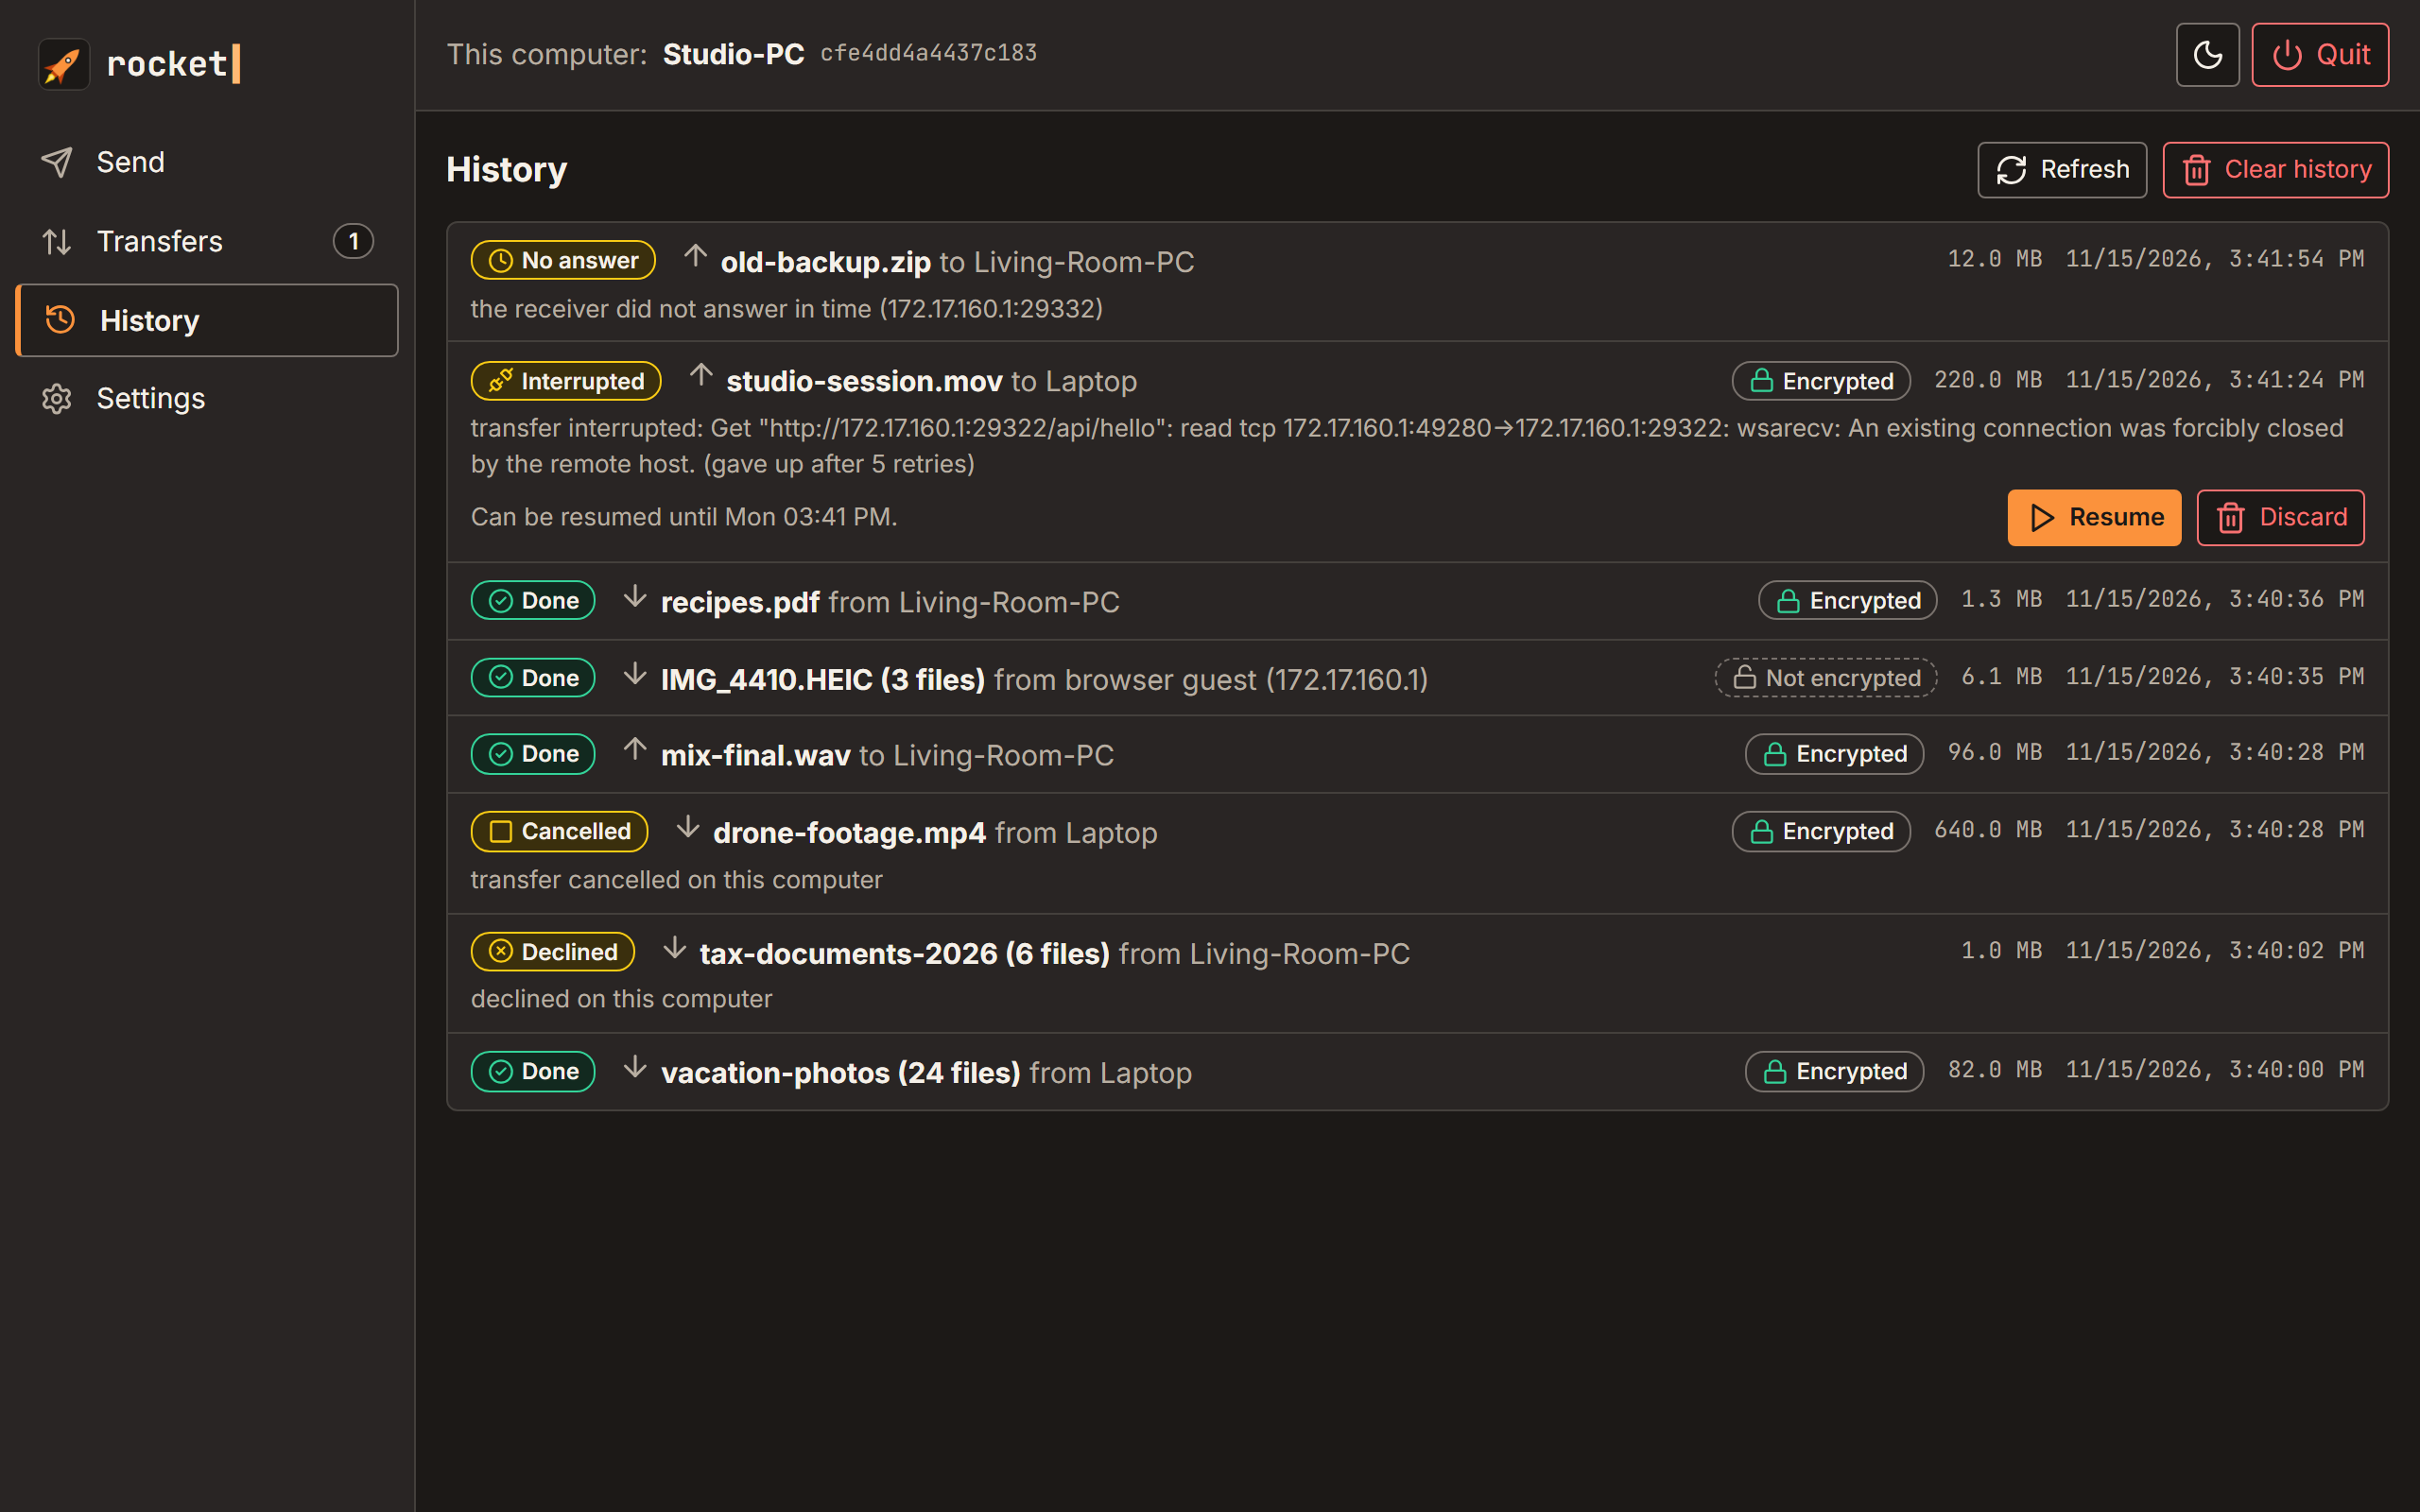 rocket
This computer: Studio-PC cfe4dd4a4437c183
Quit
Send
Transfers 1
History
Settings
History
Refresh
Clear history
No answer old-backup.zip to Living-Room-PC 12.0 MB 11/15/2026, 3:41:54 PM
the receiver did not answer in time (172.17.160.1:29332)
Interrupted studio-session.mov to Laptop Encrypted 220.0 MB 11/15/2026, 3:41:24 PM
transfer interrupted: Get "http://172.17.160.1:29322/api/hello": read tcp 172.17.160.1:49280→172.17.160.1:29322: wsarecv: An existing connection was forcibly closed
by the remote host. (gave up after 5 retries)
Can be resumed until Mon 03:41 PM. Resume Discard
Done recipes.pdf from Living-Room-PC Encrypted 1.3 MB 11/15/2026, 3:40:36 PM
Done IMG_4410.HEIC (3 files) from browser guest (172.17.160.1) Not encrypted 6.1 MB 11/15/2026, 3:40:35 PM
Done mix-final.wav to Living-Room-PC Encrypted 96.0 MB 11/15/2026, 3:40:28 PM
Cancelled drone-footage.mp4 from Laptop Encrypted 640.0 MB 11/15/2026, 3:40:28 PM
transfer cancelled on this computer
Declined tax-documents-2026 (6 files) from Living-Room-PC 1.0 MB 11/15/2026, 3:40:02 PM
declined on this computer
Done vacation-photos (24 files) from Laptop Encrypted 82.0 MB 11/15/2026, 3:40:00 PM